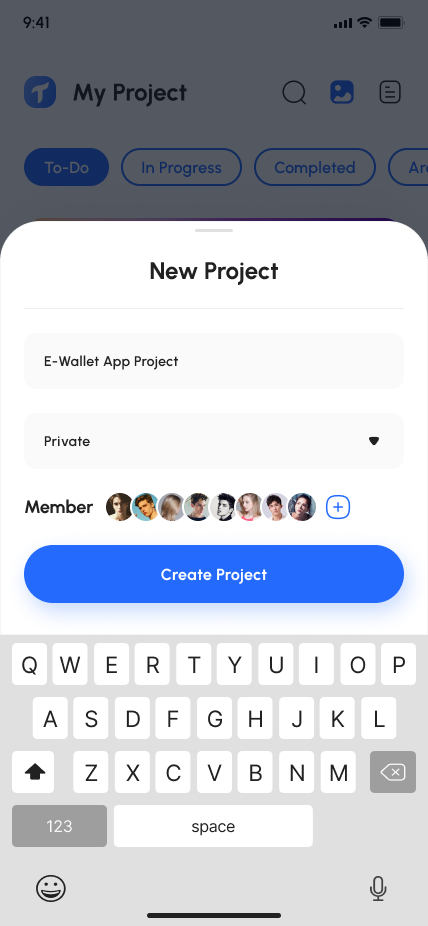 9:41
My Project
To-Do
In Progress
Completed
New Project
E-Wallet App Project
Private
Member
Create Project
Q W E R T Y U I O P
A S D F G H J K L
Z X C V B N M
123 space